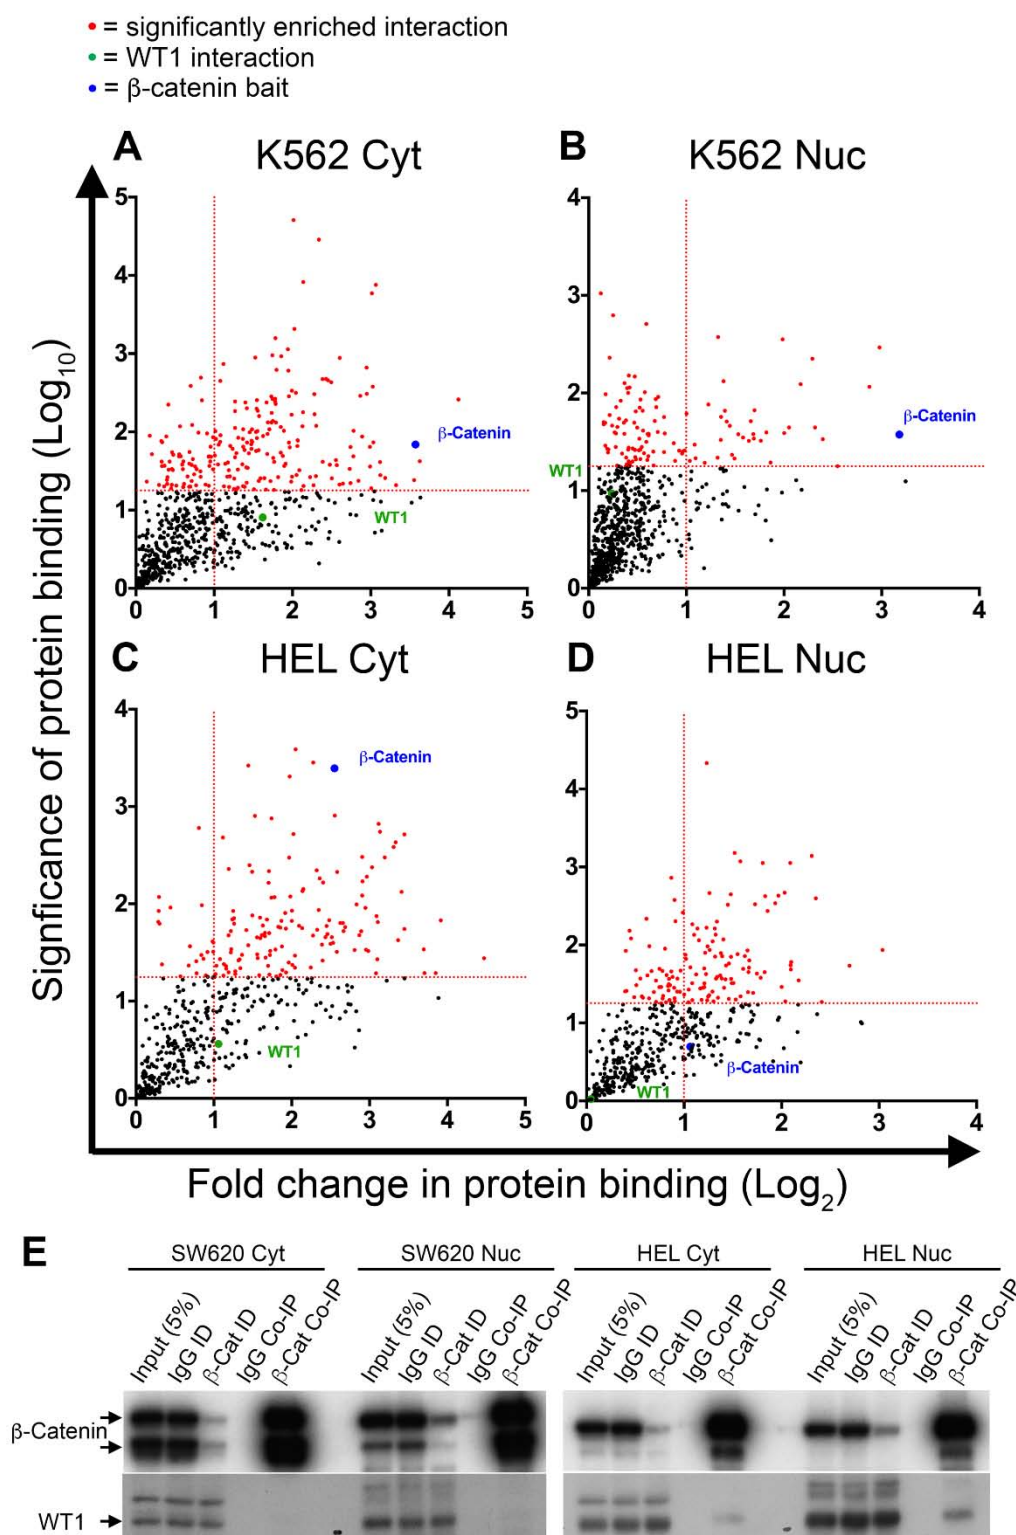 • = significantly enriched interaction
• = WT1 interaction
• = β-catenin bait
A K562 Cyt
B K562 Nuc
5
4
3
2
1
0
0 1 2 3 4 5
β-Catenin
WT1
4
3
2
1
0
0 1 2 3 4
β-Catenin
WT1
C HEL Cyt
D HEL Nuc
4
3
2
1
0
0 1 2 3 4 5
β-Catenin
WT1
5
4
3
2
1
0
0 1 2 3 4
β-Catenin
WT1
Signficance of protein binding (Log10)
Fold change in protein binding (Log2)
E
SW620 Cyt SW620 Nuc HEL Cyt HEL Nuc
Input (5%) IgG ID β-Cat ID IgG Co-IP β-Cat Co-IP
Input (5%) IgG ID β-Cat ID IgG Co-IP β-Cat Co-IP
Input (5%) IgG ID β-Cat ID IgG Co-IP β-Cat Co-IP
Input (5%) IgG ID β-Cat ID IgG Co-IP β-Cat Co-IP
β-Catenin
WT1